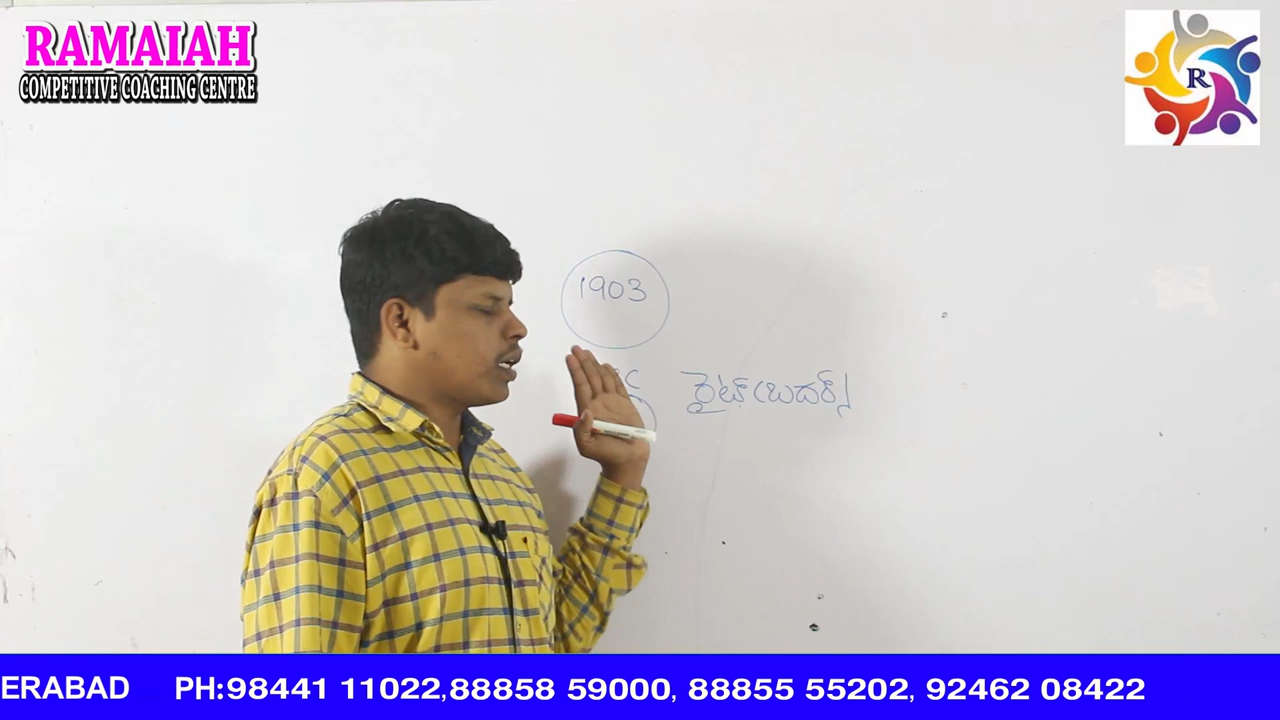 RAMAIAH
COMPETITIVE COACHING CENTRE
R
1903
రైట్ బ్రదర్స్
ERABAD PH:98441 11022,88858 59000, 88855 55202, 92462 08422